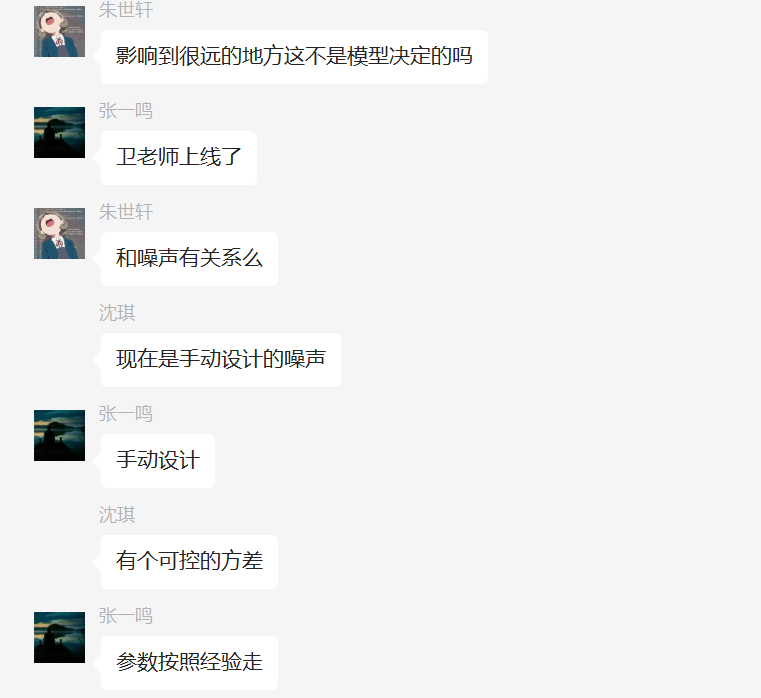 朱世轩
影响到很远的地方这不是模型决定的吗
张一鸣
卫老师上线了
朱世轩
和噪声有关系么
沈琪
现在是手动设计的噪声
张一鸣
手动设计
沈琪
有个可控的方差
张一鸣
参数按照经验走